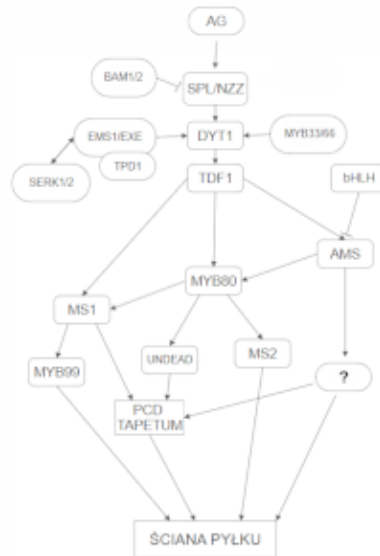 AG
BAM1/2
SPL/NZZ
EMS1/EXE
DYT1
MYB33/66
TPD1
SERK1/2
TDF1
bHLH
AMS
MYB80
MS1
UNDEAD
MS2
MYB99
?
PCD
TAPETUM
ŚCIANA PYŁKU